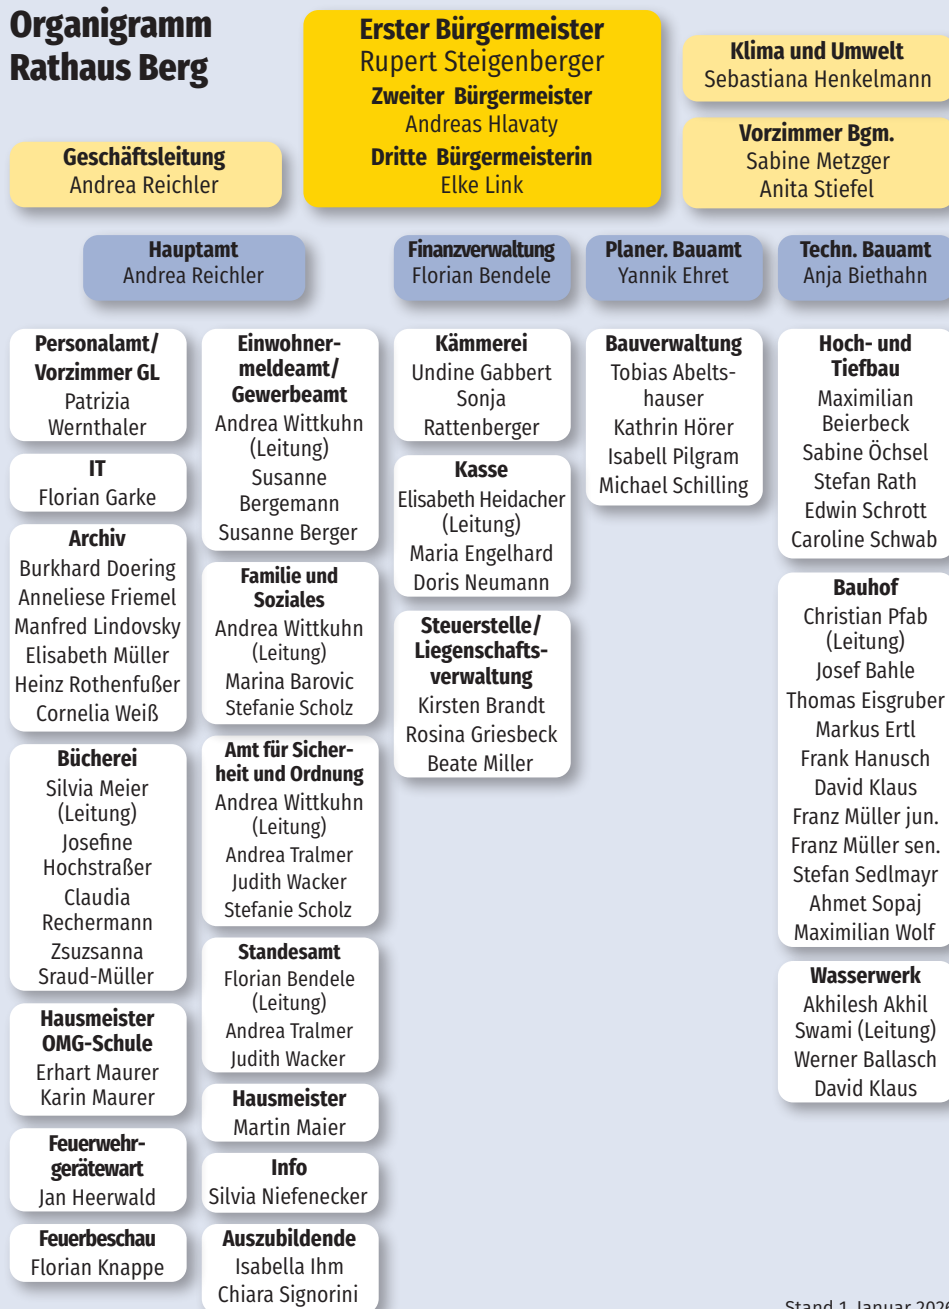 Organigramm
Rathaus Berg
Erster Bürgermeister
Rupert Steigenberger
Zweiter Bürgermeister
Andreas Hlavaty
Dritte Bürgermeisterin
Elke Link
Klima und Umwelt
Sebastiana Henkelmann
Vorzimmer Bgm.
Sabine Metzger
Anita Stiefel
Geschäftsleitung
Andrea Reichler
Hauptamt
Andrea Reichler
Finanzverwaltung
Florian Bendele
Planer. Bauamt
Yannik Ehret
Techn. Bauamt
Anja Biethahn
Personalamt/
Vorzimmer GL
Patrizia
Wernthaler
IT
Florian Garke
Archiv
Burkhard Doering
Anneliese Friemel
Manfred Lindovsky
Elisabeth Müller
Heinz Rothenfußer
Cornelia Weiß
Bücherei
Silvia Meier
(Leitung)
Josefine
Hochstraßer
Claudia
Rechermann
Zsuzsanna
Sraud-Müller
Hausmeister
OMG-Schule
Erhart Maurer
Karin Maurer
Feuerwehr-
gerätewart
Jan Heerwald
Feuerbeschau
Florian Knappe
Einwohner-
meldeamt/
Gewerbeamt
Andrea Wittkuhn
(Leitung)
Susanne
Bergemann
Susanne Berger
Familie und
Soziales
Andrea Wittkuhn
(Leitung)
Marina Barovic
Stefanie Scholz
Amt für Sicher-
heit und Ordnung
Andrea Wittkuhn
(Leitung)
Andrea Tralmer
Judith Wacker
Stefanie Scholz
Standesamt
Florian Bendele
(Leitung)
Andrea Tralmer
Judith Wacker
Hausmeister
Martin Maier
Info
Silvia Niefenecker
Auszubildende
Isabella Ihm
Chiara Signorini
Kämmerei
Undine Gabbert
Sonja
Rattenberger
Kasse
Elisabeth Heidacher
(Leitung)
Maria Engelhard
Doris Neumann
Steuerstelle/
Liegenschafts-
verwaltung
Kirsten Brandt
Rosina Griesbeck
Beate Miller
Bauverwaltung
Tobias Abelts-
hauser
Kathrin Hörer
Isabell Pilgram
Michael Schilling
Hoch- und
Tiefbau
Maximilian
Beierbeck
Sabine Öchsel
Stefan Rath
Edwin Schrott
Caroline Schwab
Bauhof
Christian Pfab
(Leitung)
Josef Bahle
Thomas Eisgruber
Markus Ertl
Frank Hanusch
David Klaus
Franz Müller jun.
Franz Müller sen.
Stefan Sedlmayr
Ahmet Sopaj
Maximilian Wolf
Wasserwerk
Akhilesh Akhil
Swami (Leitung)
Werner Ballasch
David Klaus
Stand 1. Januar 2026